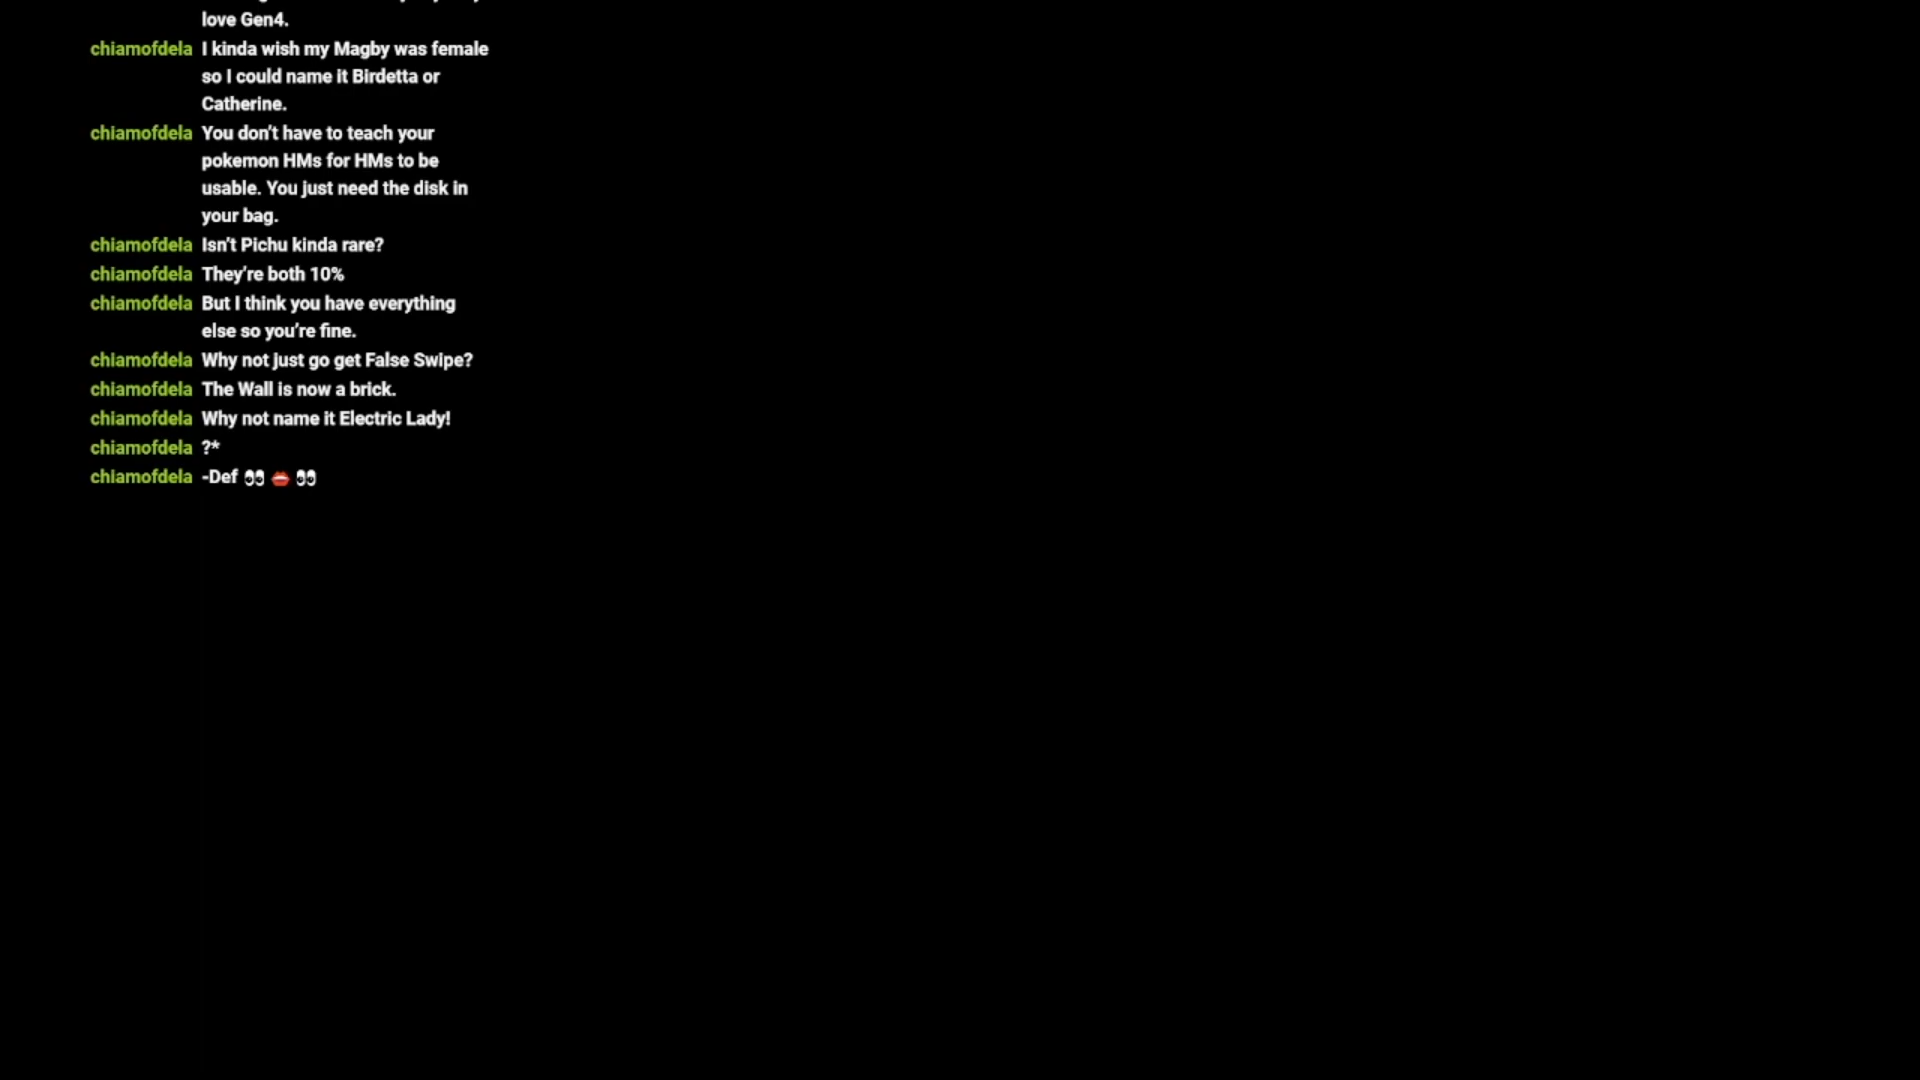 love Gen4.
chiamofdela I kinda wish my Magby was female
so I could name it Birdetta or
Catherine.
chiamofdela You don't have to teach your
pokemon HMs for HMs to be
usable. You just need the disk in
your bag.
chiamofdela Isn't Pichu kinda rare?
chiamofdela They're both 10%
chiamofdela But I think you have everything
else so you're fine.
chiamofdela Why not just go get False Swipe?
chiamofdela The Wall is now a brick.
chiamofdela Why not name it Electric Lady!
chiamofdela ?*
chiamofdela -Def 👀 👄 👀